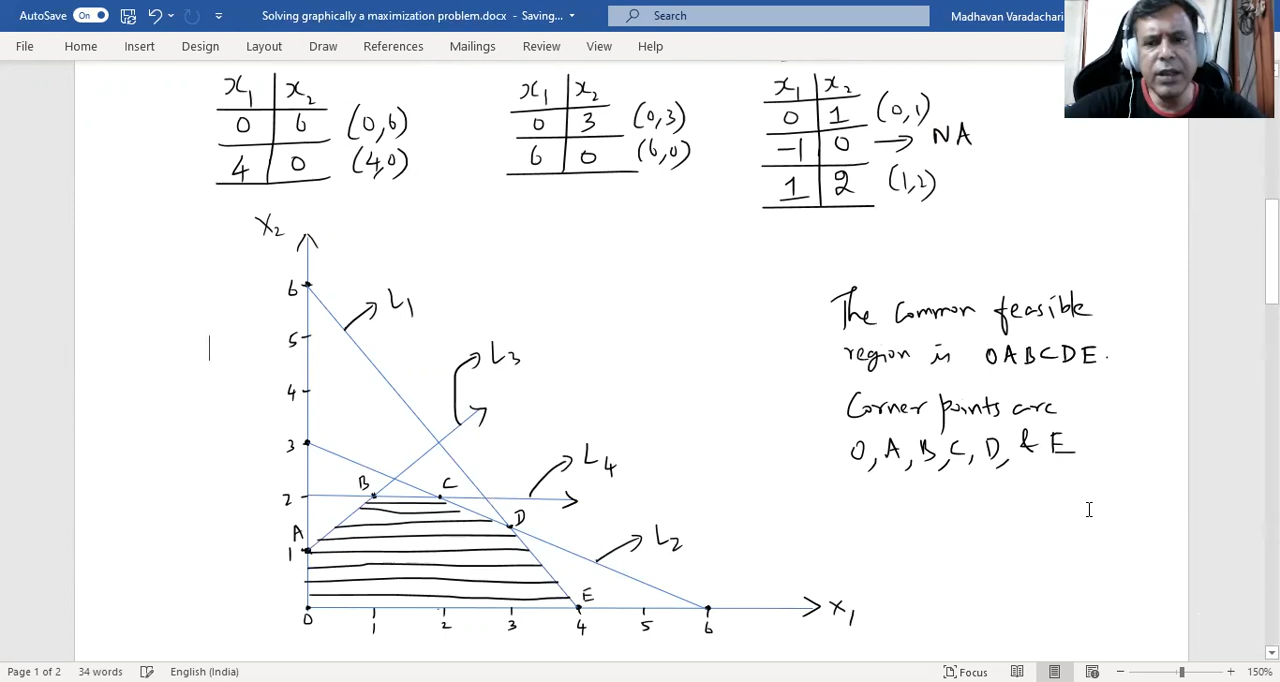 AutoSave On Solving graphically a maximization problem.docx - Saving... Search Madhavan Varadachari
File Home Insert Design Layout Draw References Mailings Review View Help
x1 x2 x1 x2 x1 x2
0 6 (0,6) 0 3 (0,3) 0 1 (0,1)
4 0 (4,0) 6 0 (6,0) -1 0 → NA
1 2 (1,2)
X2
6
L1
5
L3
4
3
L4
B C
2
D
L2
A
1
E
0 1 2 3 4 5 6
X1
The common feasible
region is OABCDE.
Corner points are
O, A, B, C, D, & E
Page 1 of 2 34 words English (India) Focus 150%